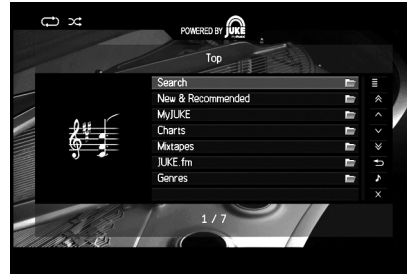 POWERED BY JUKE
Top
Search
New & Recommended
MyJUKE
Charts
Mixtapes
JUKE.fm
Genres
1 / 7